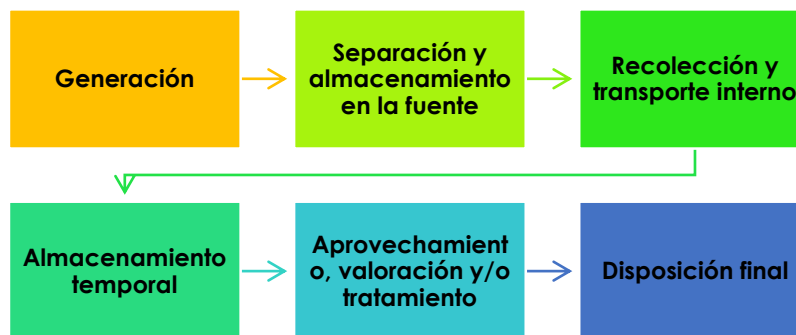 Generación
Separación y
almacenamiento
en la fuente
Recolección y
transporte interno
Almacenamiento
temporal
Aprovechamient
o, valoración y/o
tratamiento
Disposición final